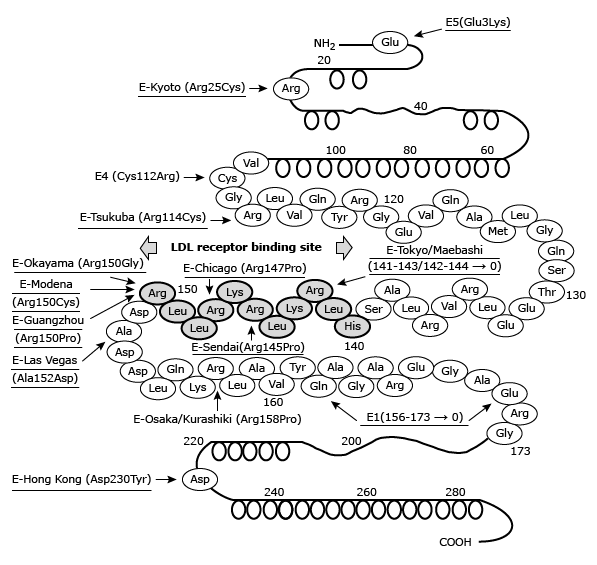 E5(Glu3Lys)
NH2 Glu
20
E-Kyoto (Arg25Cys) Arg
40
100 80 60
Val
E4 (Cys112Arg) Cys
Gly Leu Gln Arg 120 Gln
E-Tsukuba (Arg114Cys) Arg Val Tyr Gly Glu Val Ala Met Leu Gly
LDL receptor binding site
Gln
E-Okayama (Arg150Gly) E-Chicago (Arg147Pro) E-Tokyo/Maebashi
(141-143/142-144 → 0) Ser
E-Modena
(Arg150Cys)
Arg 150 Lys Arg Ala Arg Thr 130
E-Guangzhou
(Arg150Pro)
Asp Leu Arg Arg Lys Leu Ser Leu Val Leu
Ala Leu Leu His Arg Glu Glu
E-Sendai(Arg145Pro) 140
E-Las Vegas
(Ala152Asp)
Asp
Asp Gln Arg Ala Tyr Ala Ala Glu Gly Ala
Leu Lys Leu Val Gln Gly Arg Glu
160
E-Osaka/Kurashiki (Arg158Pro) E1(156-173 → 0) Arg
Gly
173
220 200
E-Hong Kong (Asp230Tyr) Asp
240 260 280
COOH